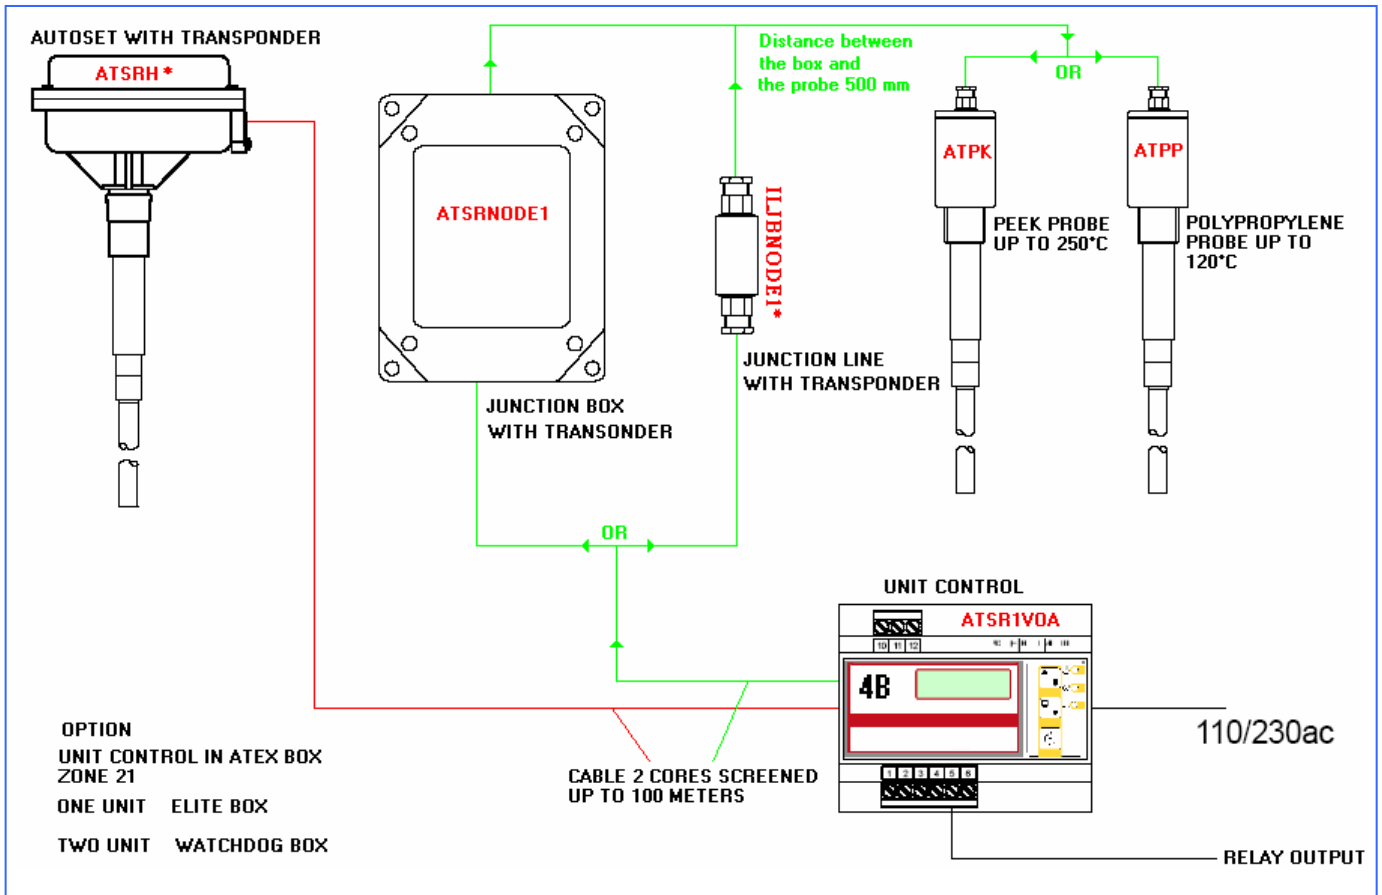 AUTOSET WITH TRANSPONDER
ATSRH *
Distance between
the box and
the probe 500 mm
OR
ATPK
ATPP
ATSRNODE1
ILJBNODE1*
PEEK PROBE
UP TO 250°C
POLYPROPYLENE
PROBE UP TO
120°C
JUNCTION LINE
WITH TRANSPONDER
JUNCTION BOX
WITH TRANSONDER
OR
UNIT CONTROL
ATSR1V0A
10 11 12
4B
110/230ac
OPTION
UNIT CONTROL IN ATEX BOX
ZONE 21
ONE UNIT ELITE BOX
TWO UNIT WATCHDOG BOX
CABLE 2 CORES SCREENED
UP TO 100 METERS
1 2 3 4 5 6
RELAY OUTPUT